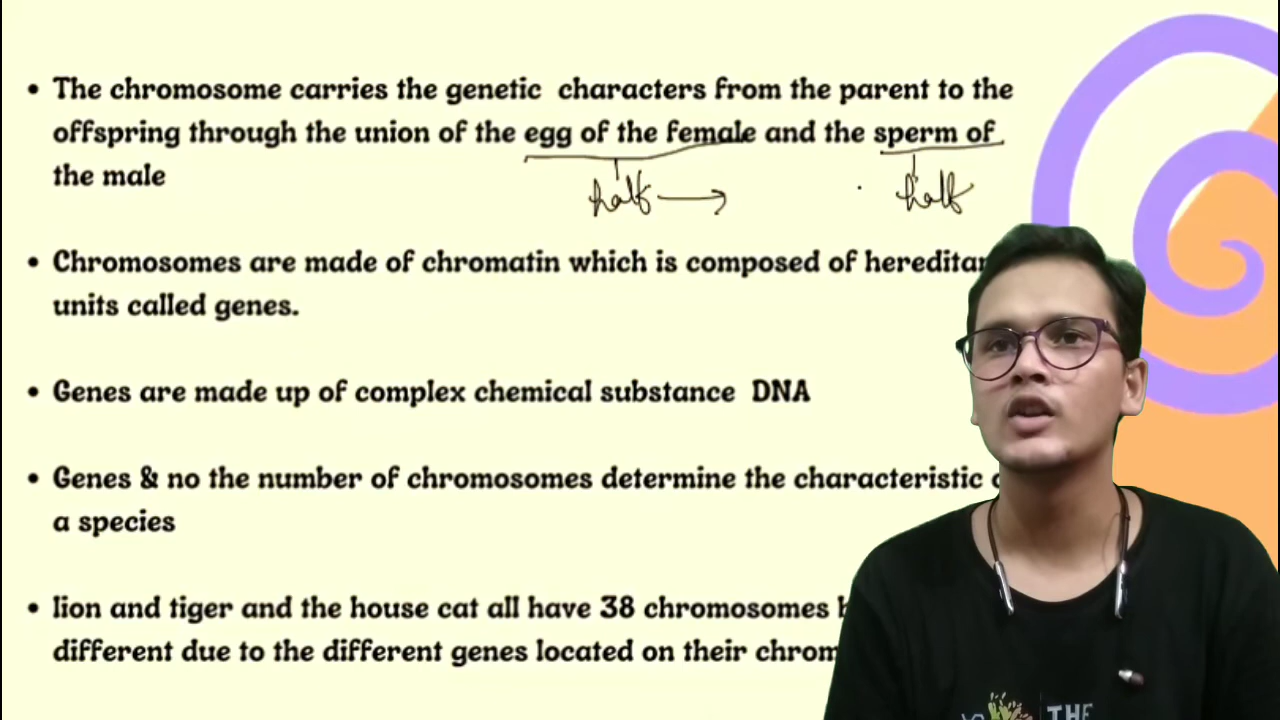 • The chromosome carries the genetic characters from the parent to the
offspring through the union of the egg of the female and the sperm of
the male
half → half
• Chromosomes are made of chromatin which is composed of
units called genes.
• Genes are made up of complex chemical substance DNA
• Genes & no the number of chromosomes determine the characteristic
a species
• lion and tiger and the house cat all have 38 chromosomes
different due to the different genes located on their
THE